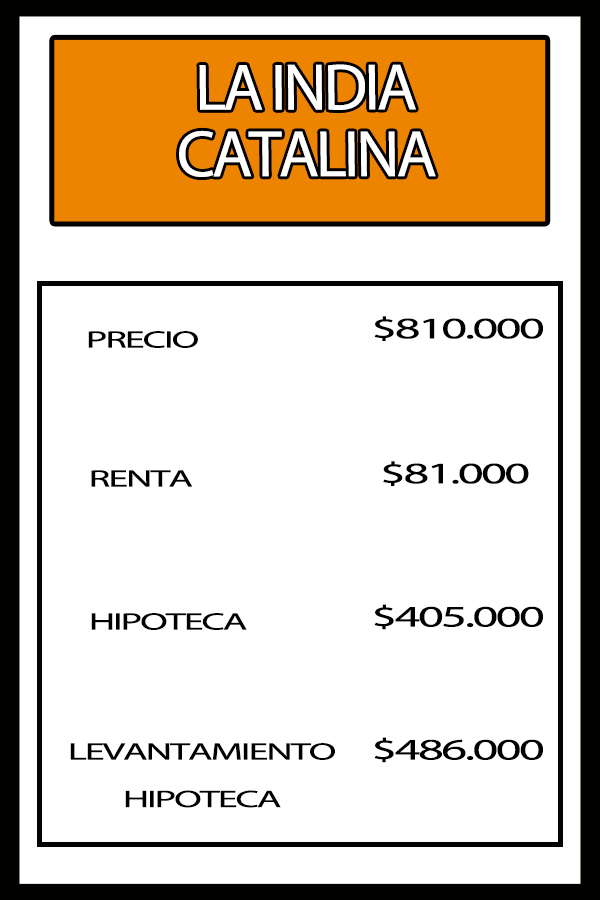 LA INDIA
CATALINA
PRECIO $810.000
RENTA $81.000
HIPOTECA $405.000
LEVANTAMIENTO $486.000
HIPOTECA